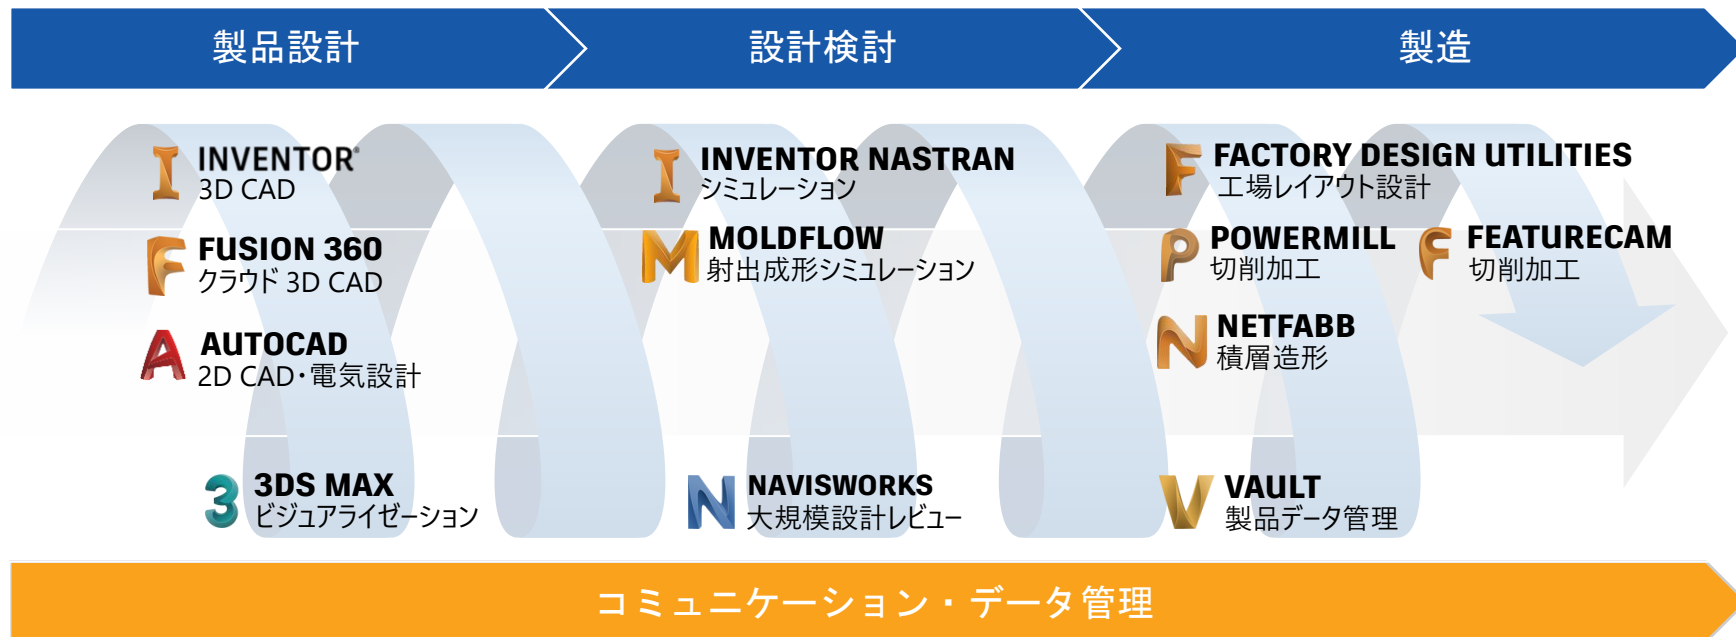 製品設計
設計検討
製造
INVENTOR®
3D CAD
FUSION 360
クラウド 3D CAD
AUTOCAD
2D CAD・電気設計
3DS MAX
ビジュアライゼーション
INVENTOR NASTRAN
シミュレーション
MOLDFLOW
射出成形シミュレーション
NAVISWORKS
大規模設計レビュー
FACTORY DESIGN UTILITIES
工場レイアウト設計
POWERMILL
切削加工
FEATURECAM
切削加工
NETFABB
積層造形
VAULT
製品データ管理
コミュニケーション・データ管理